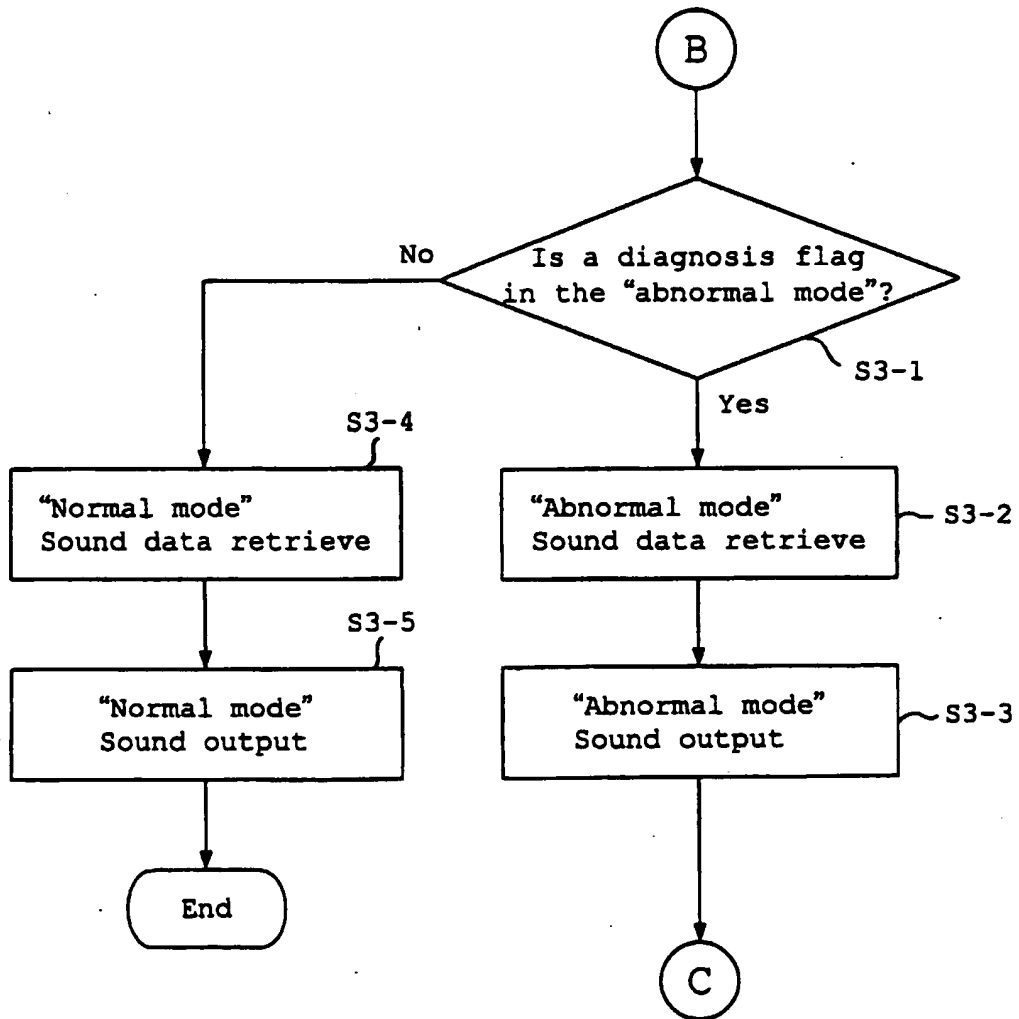 B
No
Is a diagnosis flag
in the “abnormal mode”?
S3-1
Yes
S3-4
“Normal mode”
Sound data retrieve
“Abnormal mode”
Sound data retrieve
S3-2
S3-5
“Normal mode”
Sound output
“Abnormal mode”
Sound output
S3-3
End
C